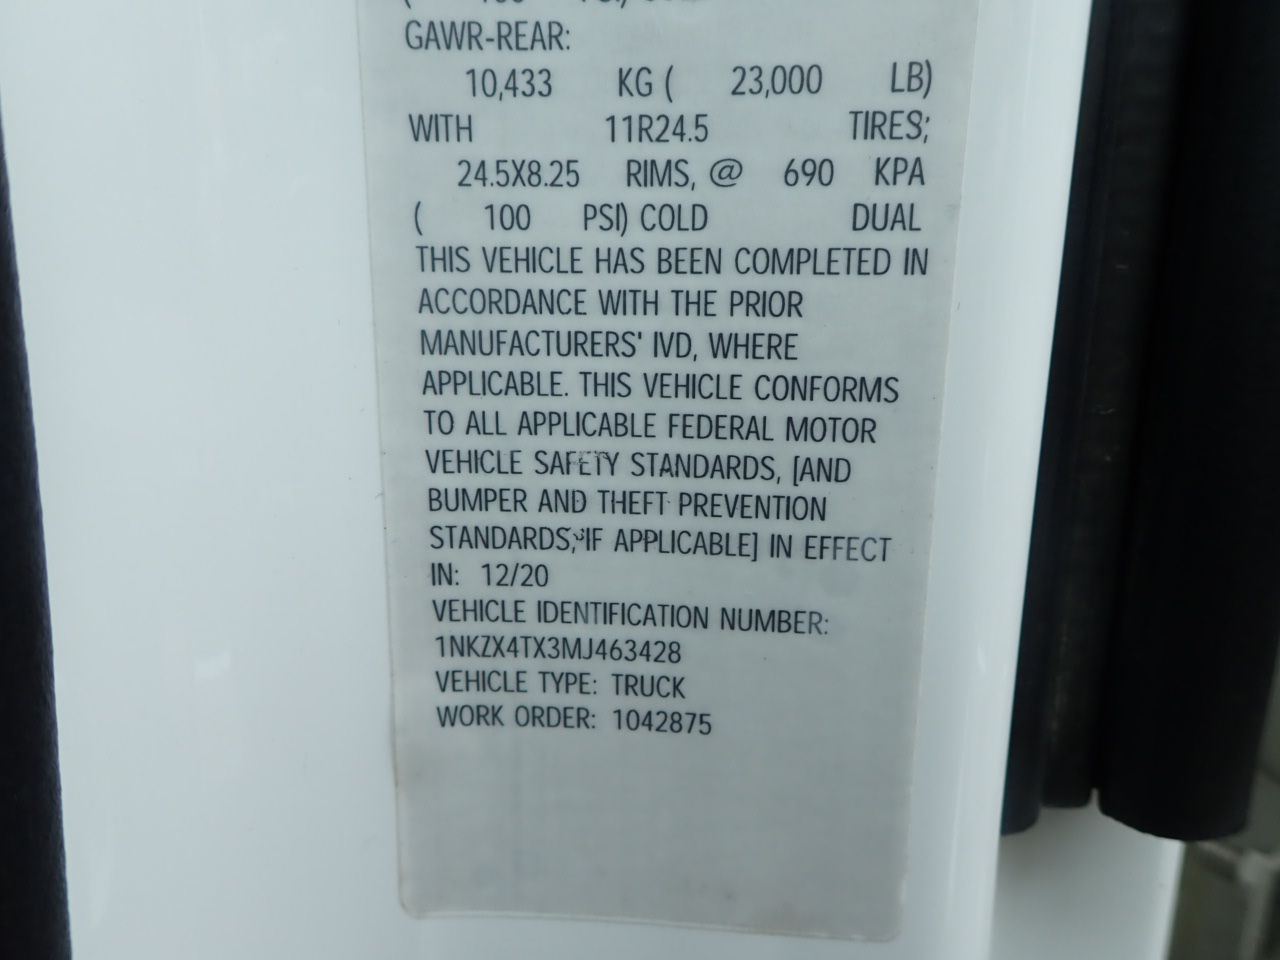 GAWR-REAR:
10,433 KG ( 23,000 LB)
WITH 11R24.5 TIRES;
24.5X8.25 RIMS, @ 690 KPA
( 100 PSI) COLD DUAL
THIS VEHICLE HAS BEEN COMPLETED IN
ACCORDANCE WITH THE PRIOR
MANUFACTURERS' IVD, WHERE
APPLICABLE. THIS VEHICLE CONFORMS
TO ALL APPLICABLE FEDERAL MOTOR
VEHICLE SAFETY STANDARDS, [AND
BUMPER AND THEFT PREVENTION
STANDARDS, IF APPLICABLE] IN EFFECT
IN: 12/20
VEHICLE IDENTIFICATION NUMBER:
1NKZX4TX3MJ463428
VEHICLE TYPE: TRUCK
WORK ORDER: 1042875